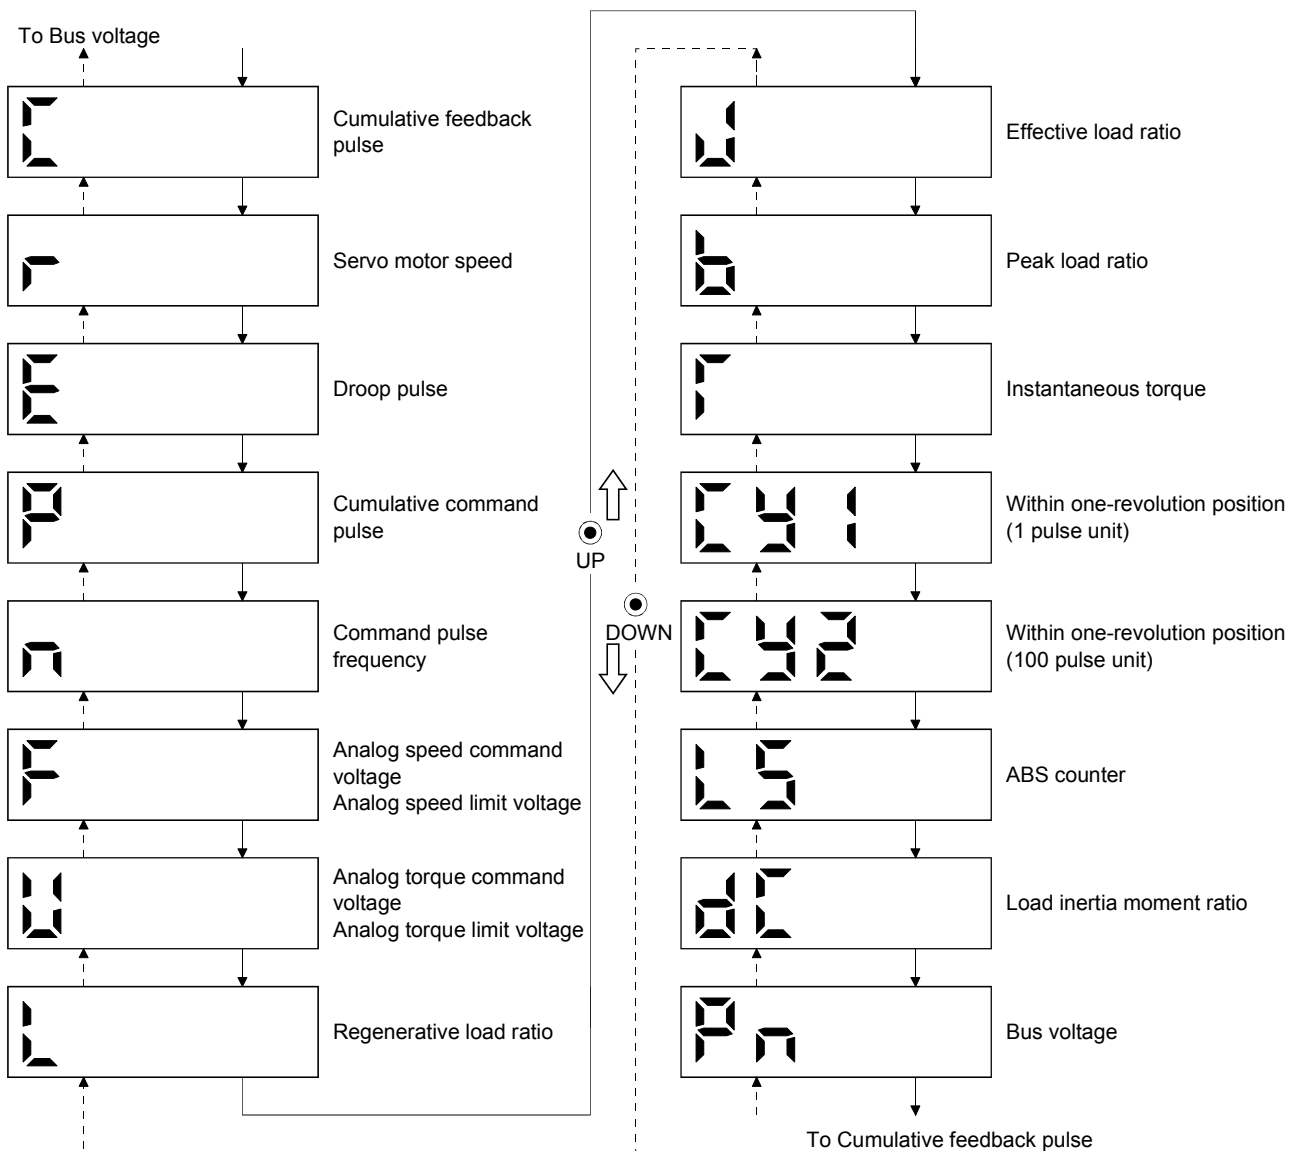 To Bus voltage
C
Cumulative feedback
pulse
r
Servo motor speed
E
Droop pulse
P
Cumulative command
pulse
n
Command pulse
frequency
F
Analog speed command
voltage
Analog speed limit voltage
U
Analog torque command
voltage
Analog torque limit voltage
L
Regenerative load ratio
UP
DOWN
J
Effective load ratio
b
Peak load ratio
T
Instantaneous torque
Cy1
Within one-revolution position
(1 pulse unit)
Cy2
Within one-revolution position
(100 pulse unit)
LS
ABS counter
dC
Load inertia moment ratio
Pn
Bus voltage
To Cumulative feedback pulse